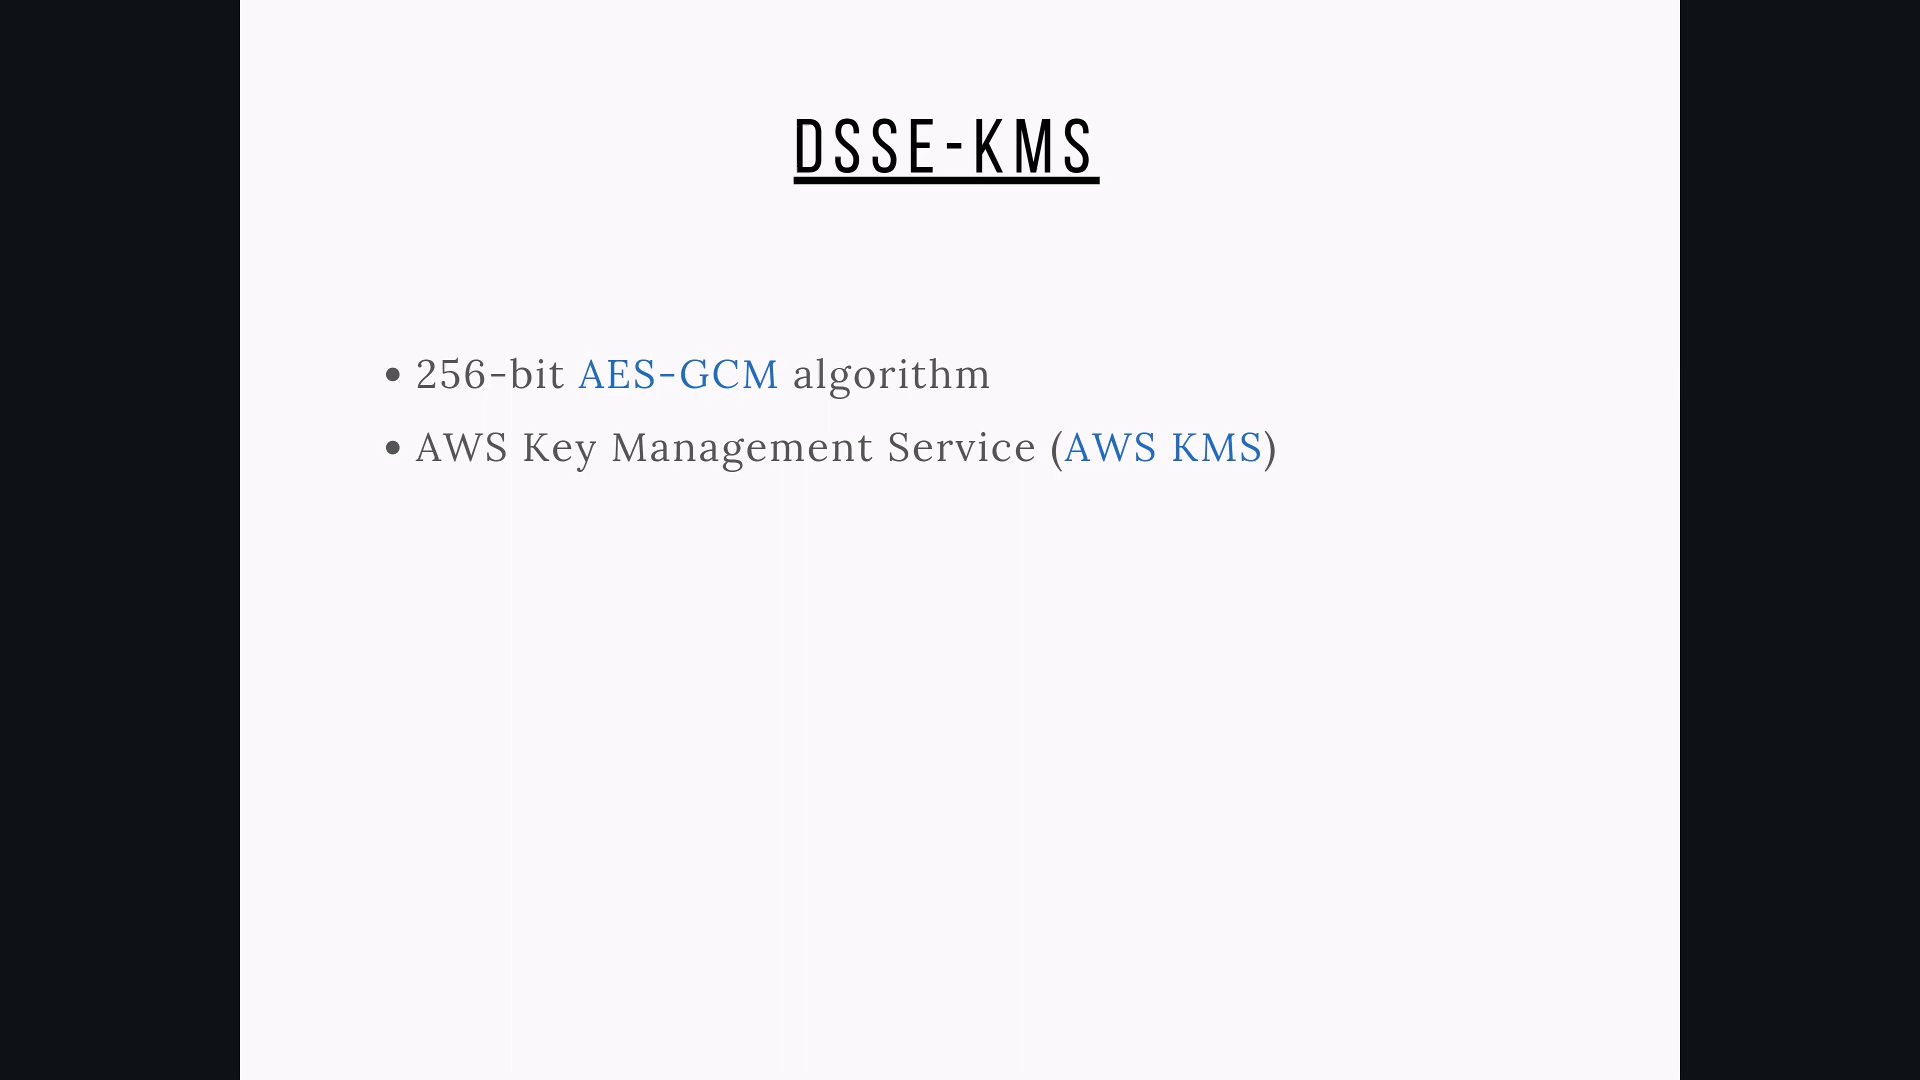 DSSE-KMS
• 256-bit AES-GCM algorithm
• AWS Key Management Service (AWS KMS)